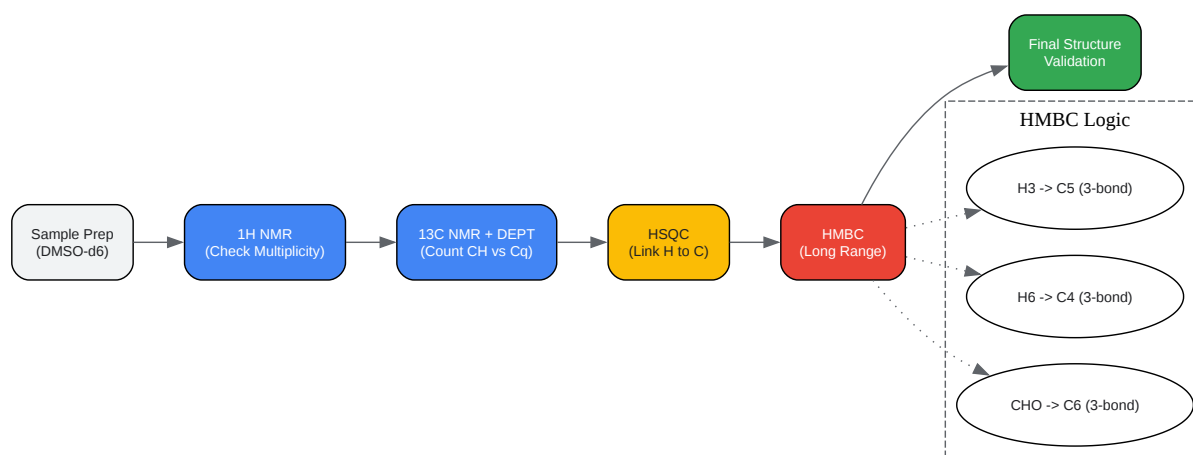 Final Structure
Validation
HMBC Logic
H3 -> C5 (3-bond)
Sample Prep
(DMSO-d6)
1H NMR
(Check Multiplicity)
13C NMR + DEPT
(Count CH vs Cq)
HSQC
(Link H to C)
HMBC
(Long Range)
H6 -> C4 (3-bond)
CHO -> C6 (3-bond)